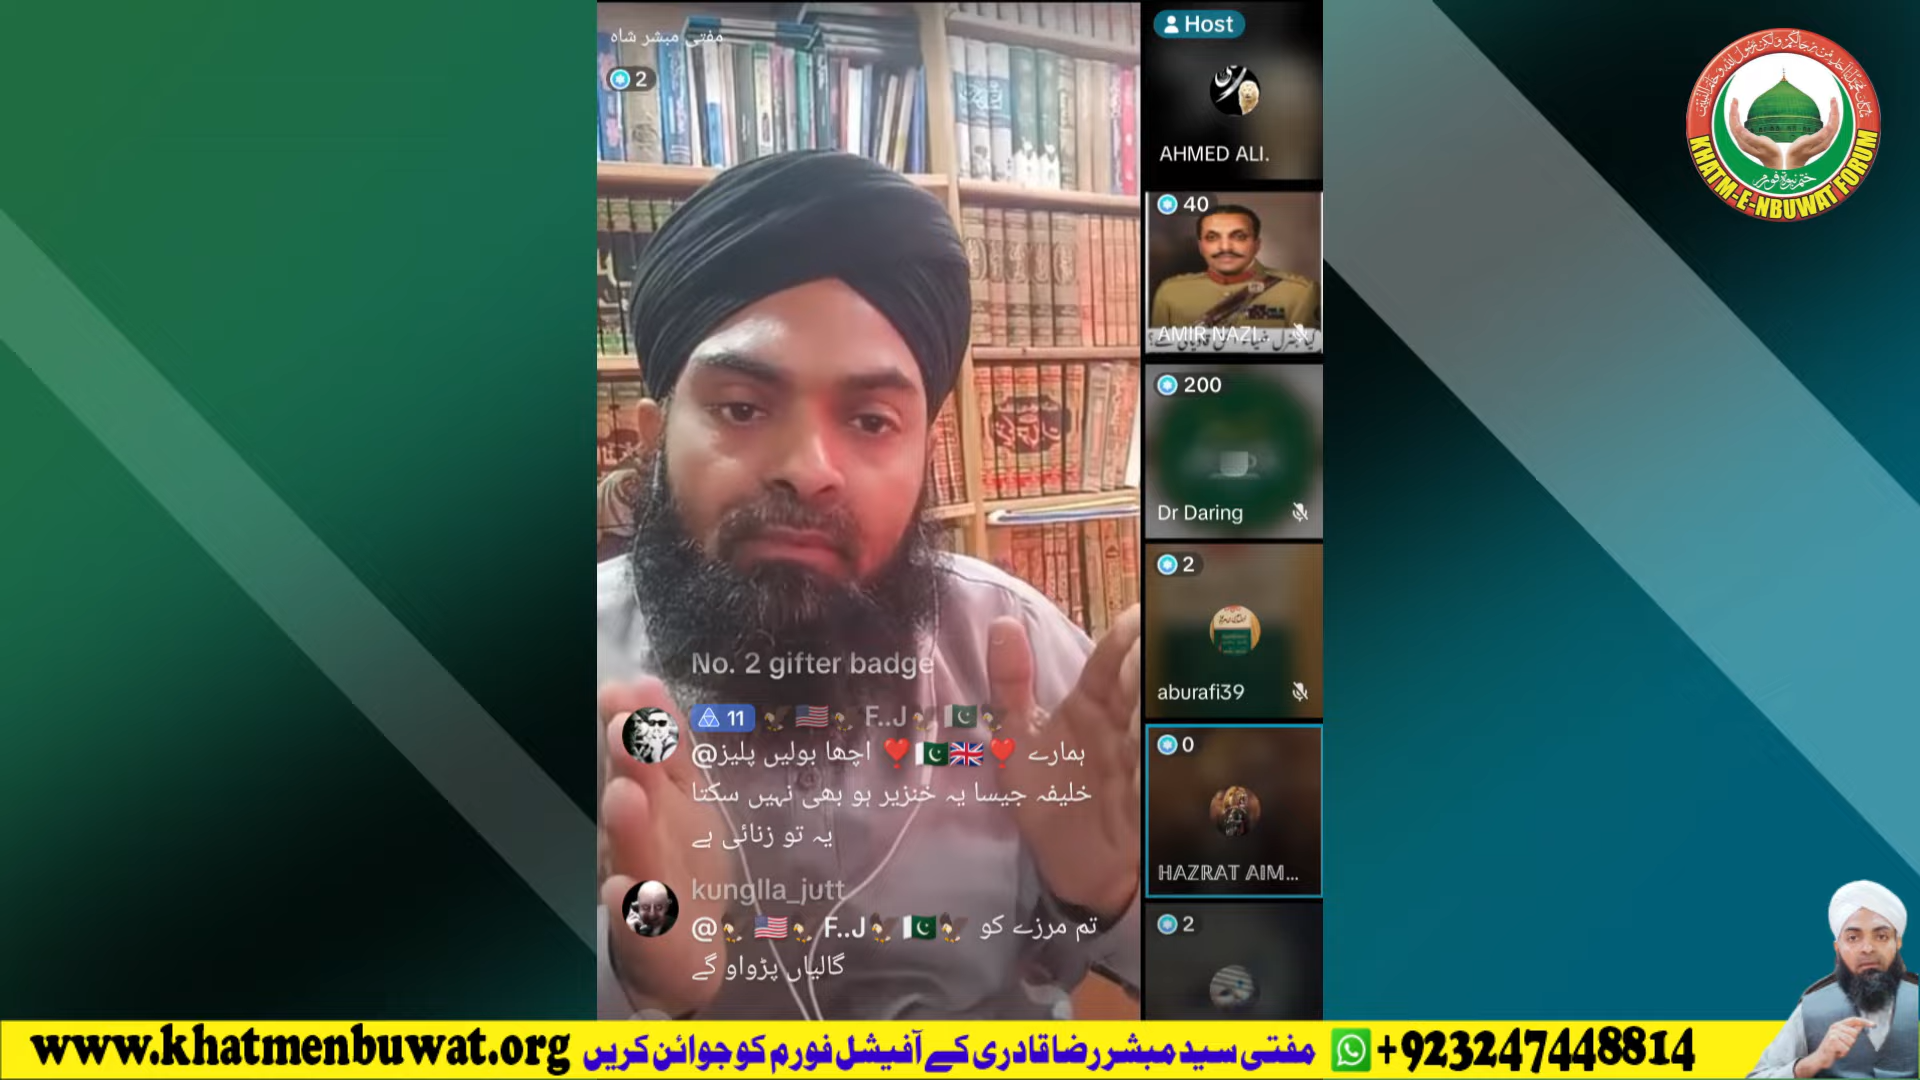 مفتی مبشر شاہ
2
Host
AHMED ALI.
40
AMIR NAZI...
200
Dr Daring
2
aburafi39
0
HAZRAT AIM...
2
No. 2 gifter badge
11 F..J
@ہمارے ❣️🇬🇧🇵🇰❣️ اچھا بولیں پلیز
خلیفہ جیسا یہ خنزیر ہو بھی نہیں سکتا
یہ تو زنائی ہے
kunglla_jutt
@🦅🇺🇸🦅 F..J🦅🇵🇰🦅 تم مرزے کو
گالیاں پڑواو گے
KHATM-E-NBUWAT FORUM
ختم نبوة فورم
www.khatmenbuwat.org مفتی سید مبشر رضا قادری کے آفیشل فورم کو جوائن کریں +923247448814